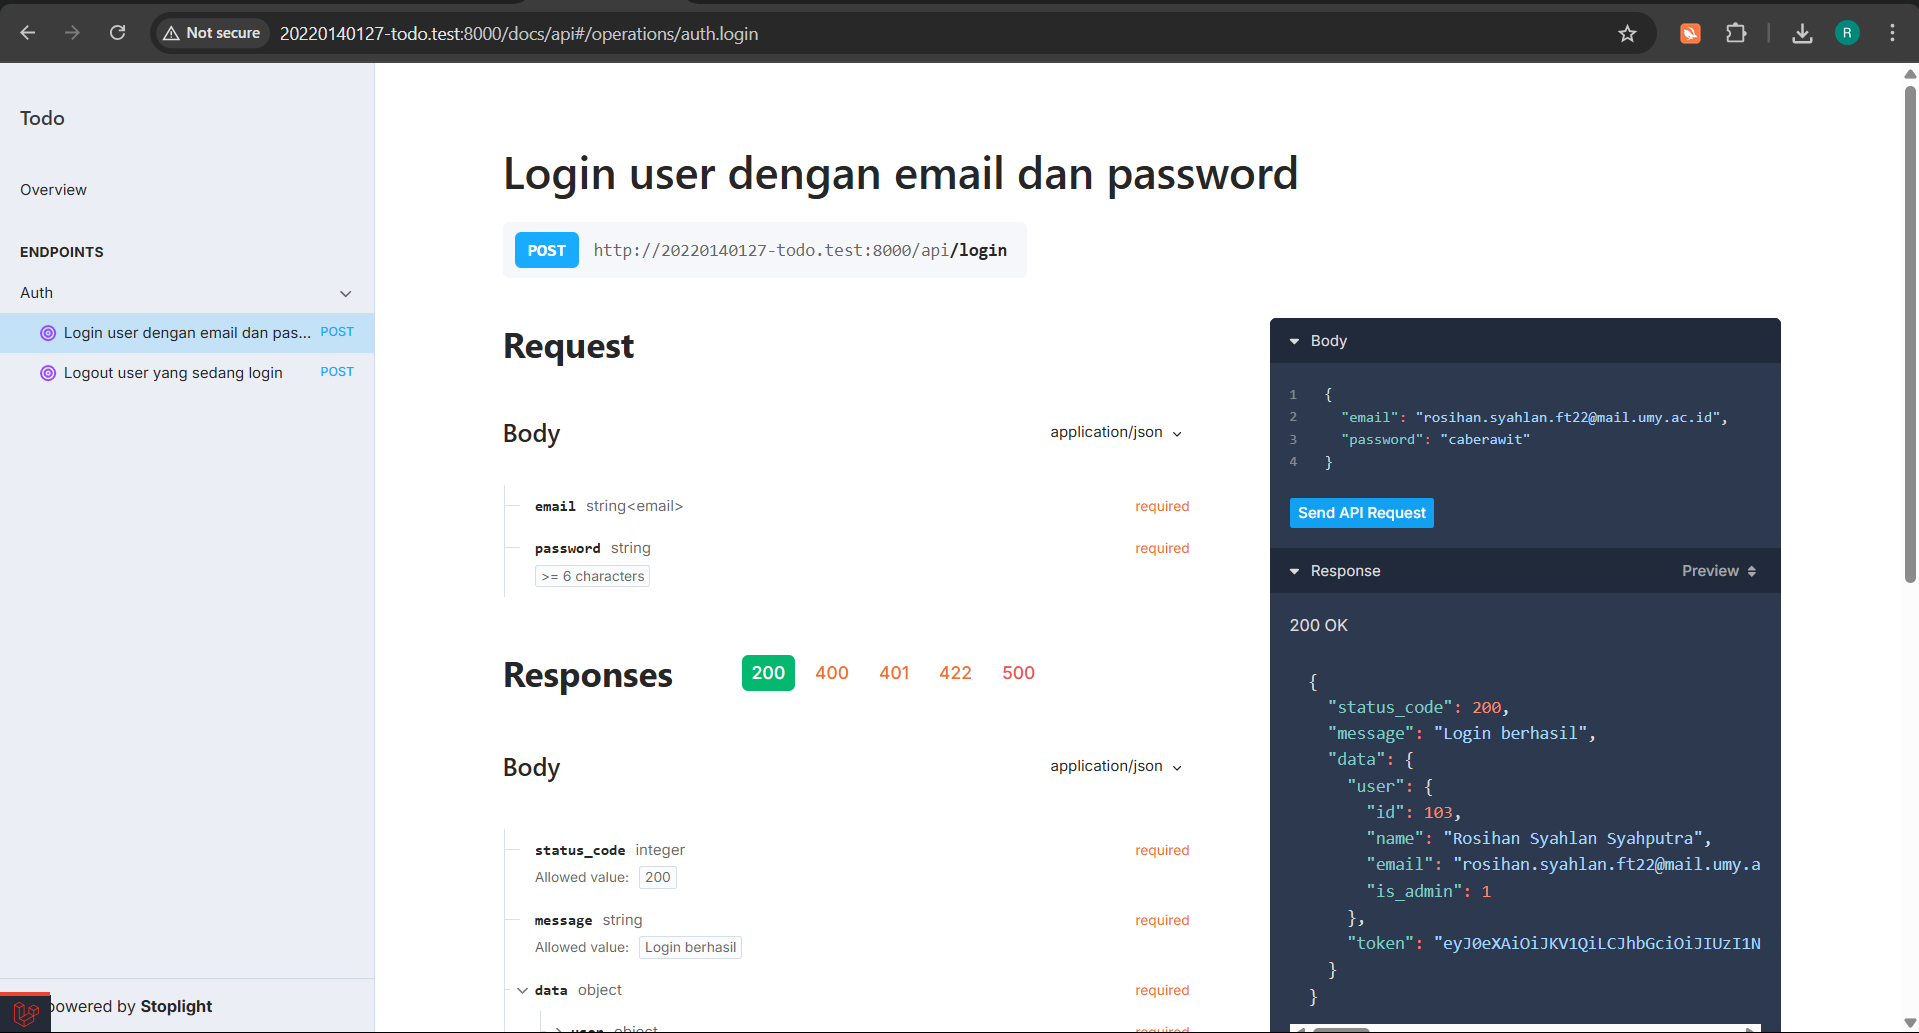 Not secure
20220140127-todo.test:8000/docs/api#/operations/auth.login
R
Todo
Overview
ENDPOINTS
Auth
Login user dengan email dan pas... POST
Logout user yang sedang login POST
powered by Stoplight
Login user dengan email dan password
POST http://20220140127-todo.test:8000/api/login
Request
Body application/json
email string<email> required
password string required
>= 6 characters
Responses 200 400 401 422 500
Body application/json
status_code integer required
Allowed value: 200
message string required
Allowed value: Login berhasil
data object required
user object required
Body
1 {
2 "email": "rosihan.syahlan.ft22@mail.umy.ac.id",
3 "password": "caberawit"
4 }
Send API Request
Response Preview
200 OK
{
"status_code": 200,
"message": "Login berhasil",
"data": {
"user": {
"id": 103,
"name": "Rosihan Syahlan Syahputra",
"email": "rosihan.syahlan.ft22@mail.umy.a
"is_admin": 1
},
"token": "eyJ0eXAiOiJKV1QiLCJhbGciOiJIUzI1N
}
}